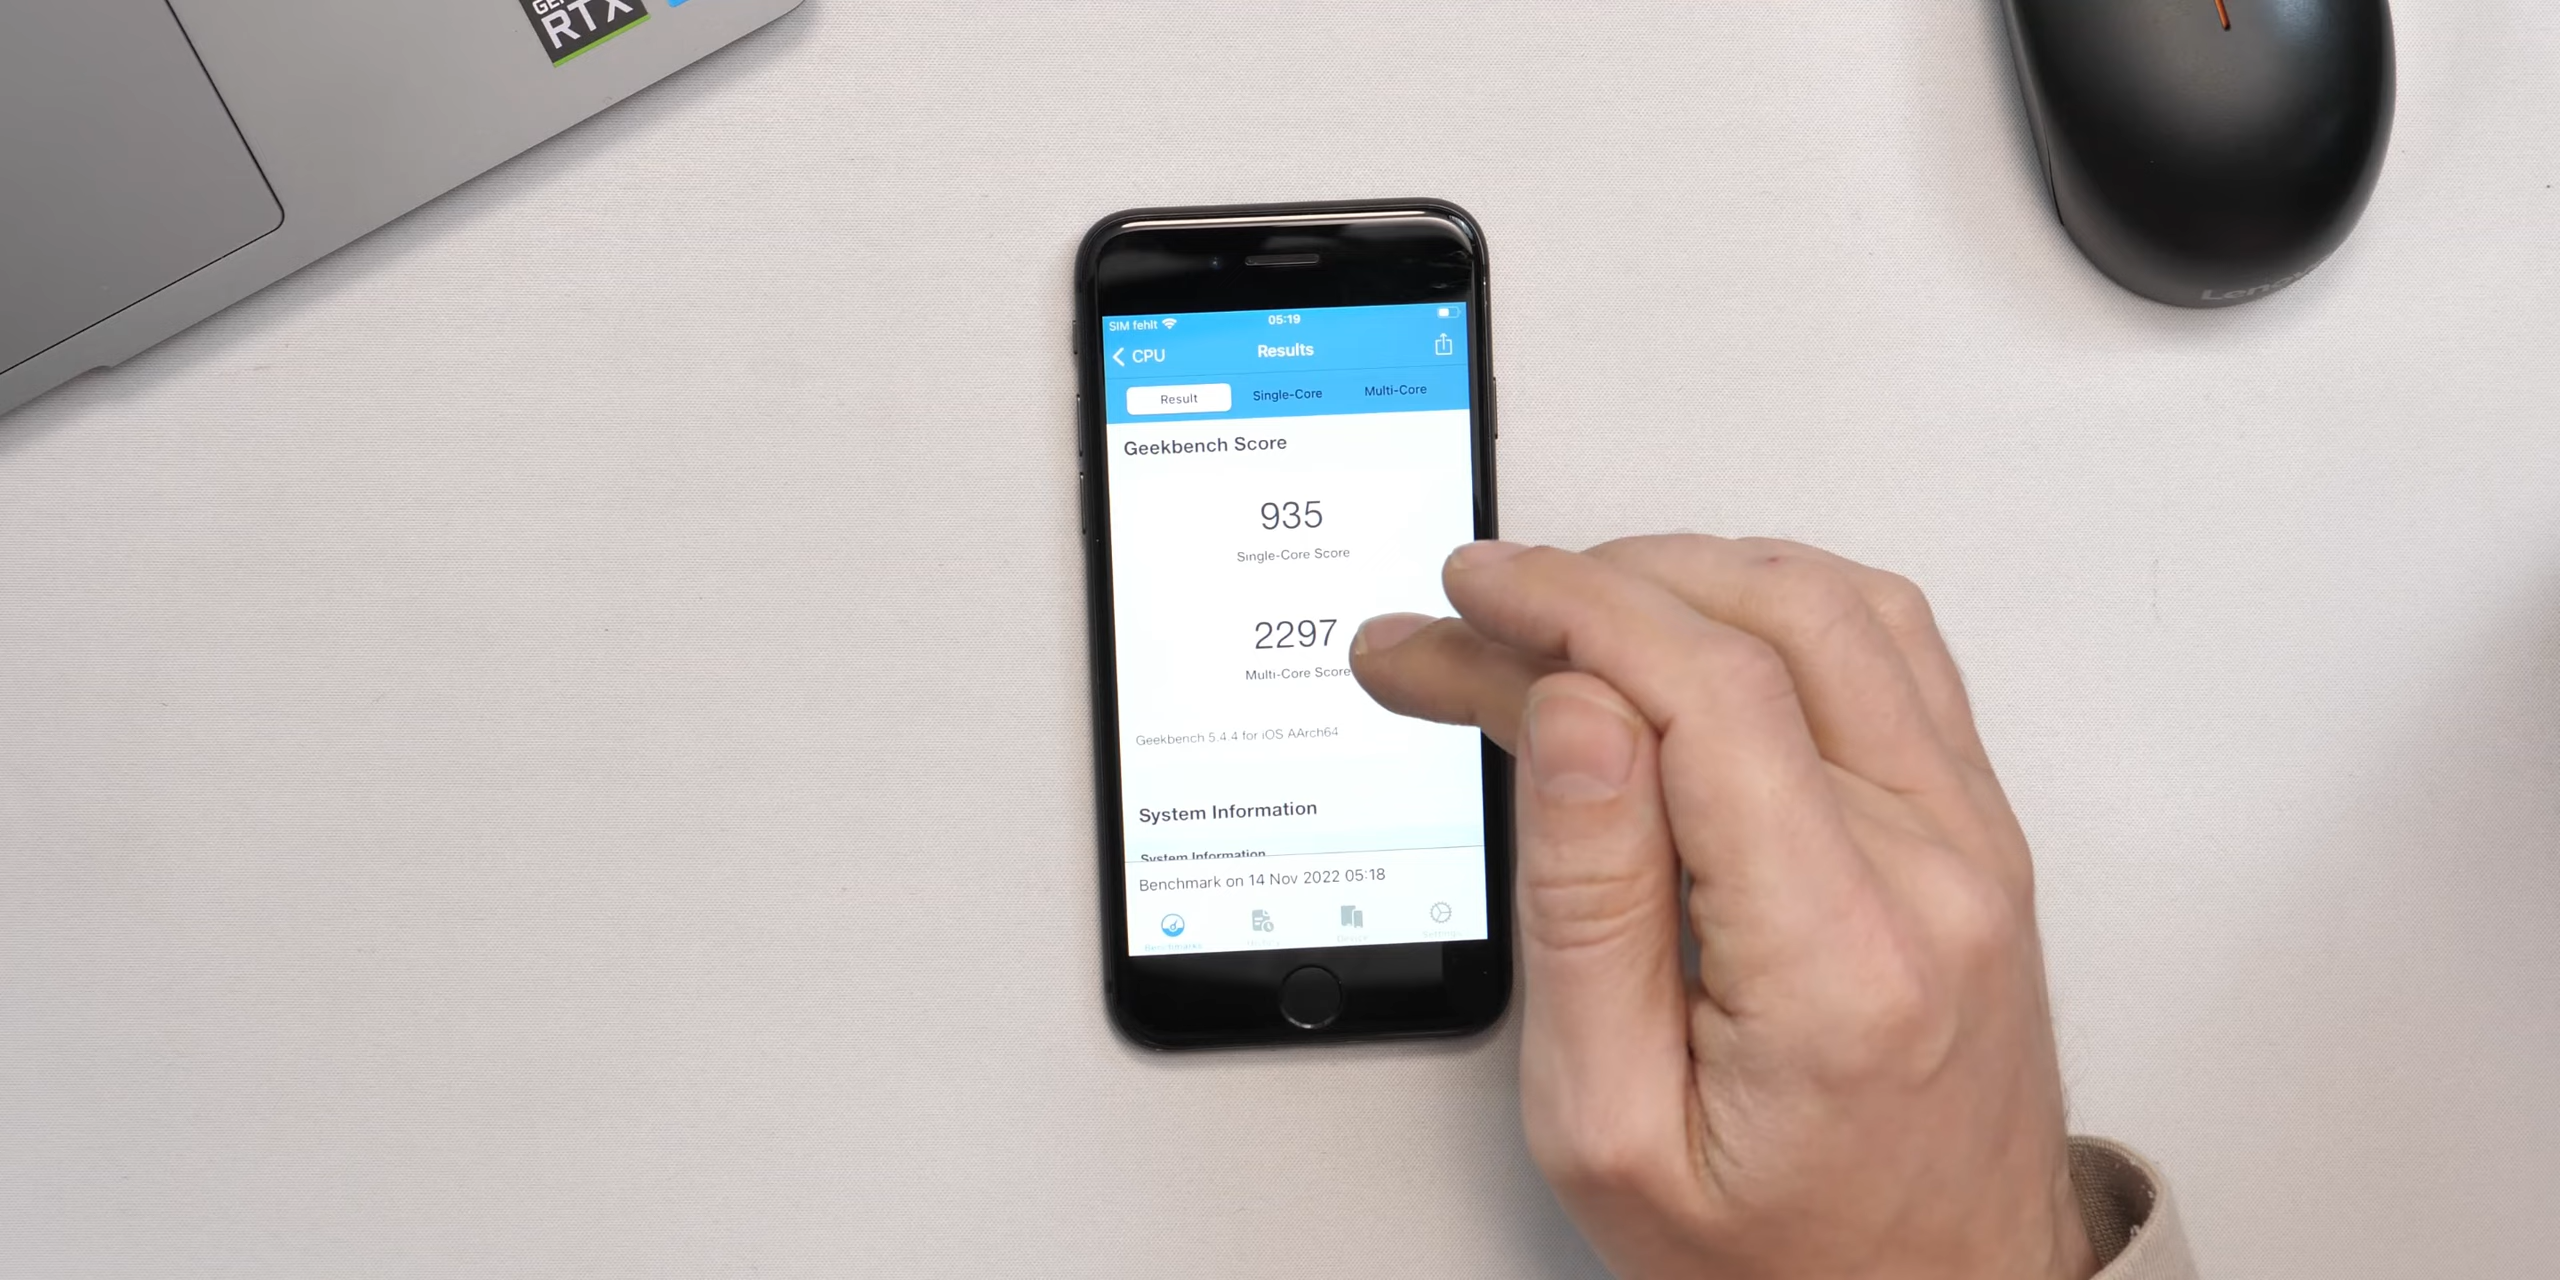 RTX
SIM fehlt 05:19
CPU Results
Result Single-Core Multi-Core
Geekbench Score
935
Single-Core Score
2297
Multi-Core Score
Geekbench 5.4.4 for iOS AArch64
System Information
System Information
Benchmark on 14 Nov 2022 05:18
Benchmarks